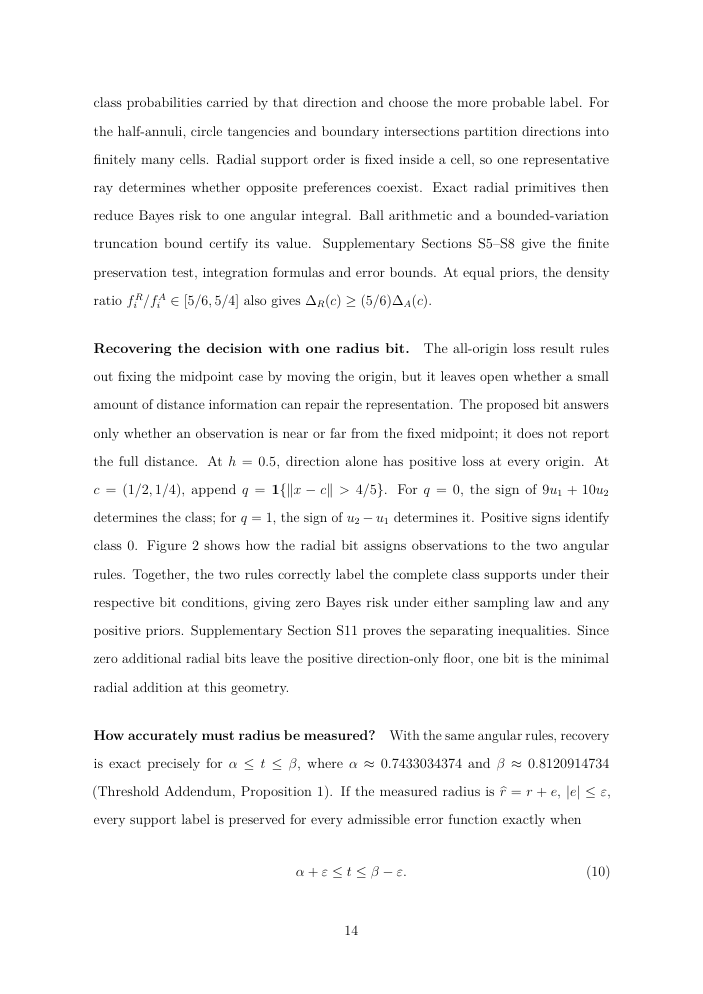 class probabilities carried by that direction and choose the more probable label. For
the half-annuli, circle tangencies and boundary intersections partition directions into
finitely many cells. Radial support order is fixed inside a cell, so one representative
ray determines whether opposite preferences coexist. Exact radial primitives then
reduce Bayes risk to one angular integral. Ball arithmetic and a bounded-variation
truncation bound certify its value. Supplementary Sections S5–S8 give the finite
preservation test, integration formulas and error bounds. At equal priors, the density
ratio f_i^R/f_i^A ∈ [5/6, 5/4] also gives Δ_R(c) ≥ (5/6)Δ_A(c).
Recovering the decision with one radius bit. The all-origin loss result rules
out fixing the midpoint case by moving the origin, but it leaves open whether a small
amount of distance information can repair the representation. The proposed bit answers
only whether an observation is near or far from the fixed midpoint; it does not report
the full distance. At h = 0.5, direction alone has positive loss at every origin. At
c = (1/2, 1/4), append q = 1{∥x − c∥ > 4/5}. For q = 0, the sign of 9u₁ + 10u₂
determines the class; for q = 1, the sign of u₂ − u₁ determines it. Positive signs identify
class 0. Figure 2 shows how the radial bit assigns observations to the two angular
rules. Together, the two rules correctly label the complete class supports under their
respective bit conditions, giving zero Bayes risk under either sampling law and any
positive priors. Supplementary Section S11 proves the separating inequalities. Since
zero additional radial bits leave the positive direction-only floor, one bit is the minimal
radial addition at this geometry.
How accurately must radius be measured? With the same angular rules, recovery
is exact precisely for α ≤ t ≤ β, where α ≈ 0.7433034374 and β ≈ 0.8120914734
(Threshold Addendum, Proposition 1). If the measured radius is r̂ = r + e, |e| ≤ ε,
every support label is preserved for every admissible error function exactly when
α + ε ≤ t ≤ β − ε. (10)
14